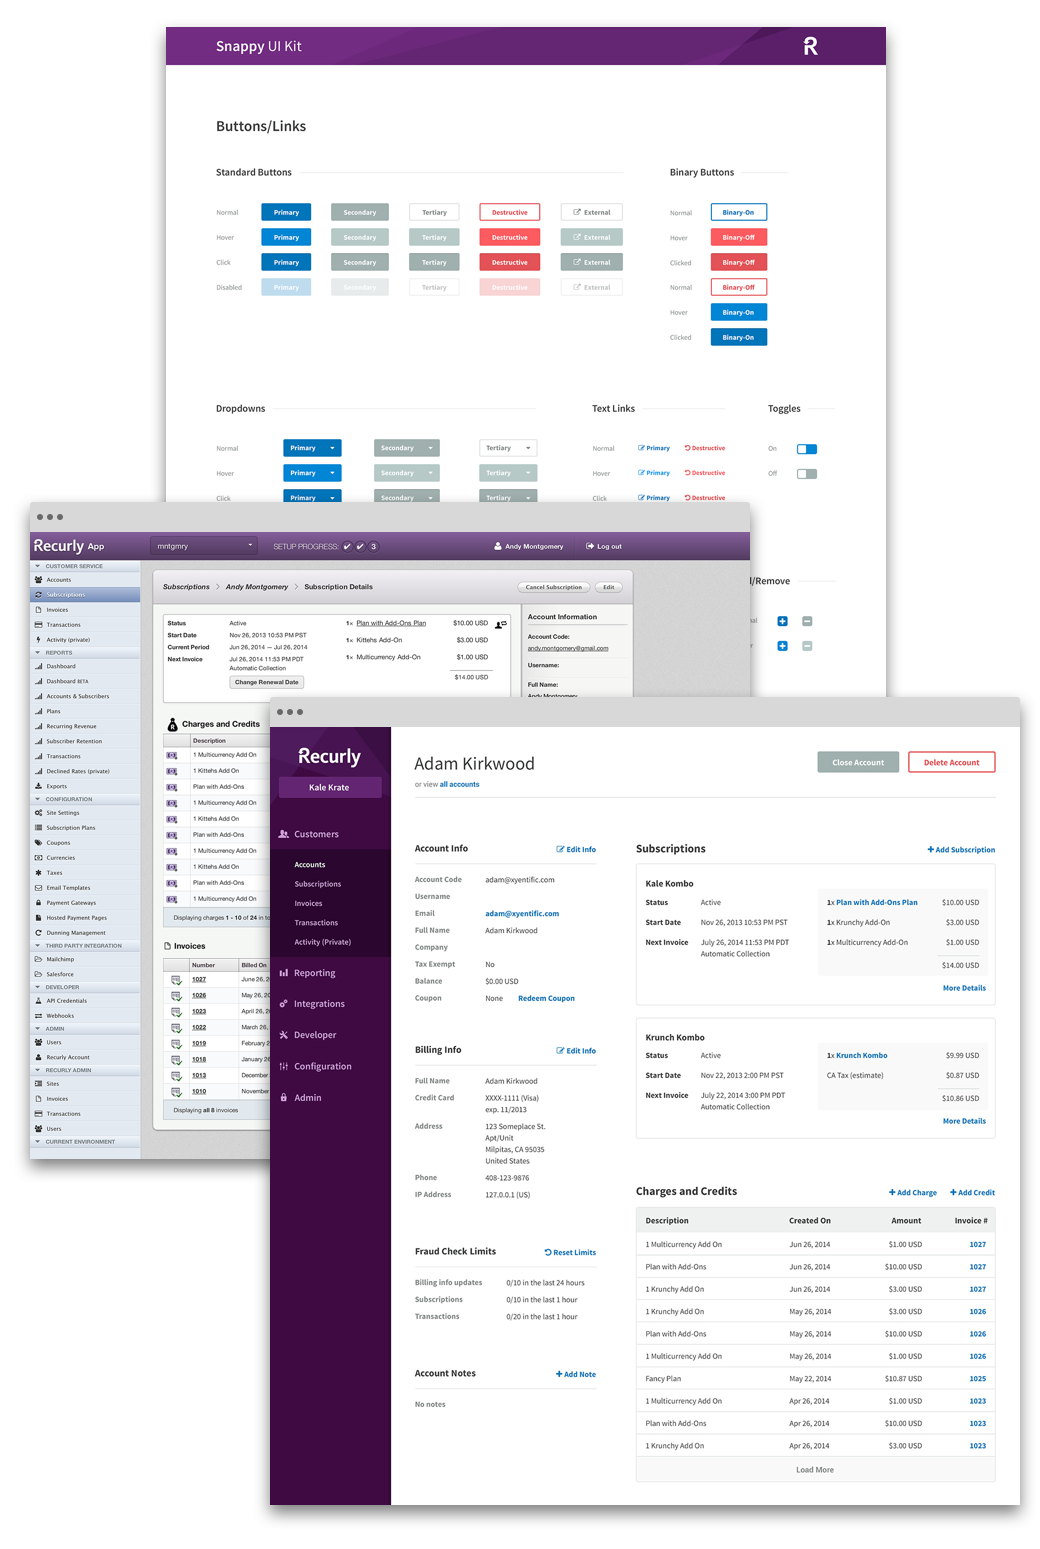 Snappy UI Kit
R
Buttons/Links
Standard Buttons
Normal Primary Secondary Tertiary Destructive External
Hover Primary Secondary Tertiary Destructive External
Click Primary Secondary Tertiary Destructive External
Disabled Primary Secondary Tertiary Destructive External
Binary Buttons
Normal Binary-On
Hover Binary-Off
Clicked Binary-Off
Normal Binary-Off
Hover Binary-On
Clicked Binary-On
Dropdowns
Normal Primary Secondary Tertiary
Hover Primary Secondary Tertiary
Click Primary Secondary Tertiary
Text Links
Normal Primary Destructive
Hover Primary Destructive
Click Primary Destructive
Toggles
On
Off
d/Remove
Recurly App
mntgmry
SETUP PROGRESS: 3
Andy Montgomery
Log out
CUSTOMER SERVICE
Accounts
Subscriptions
Invoices
Transactions
Activity (private)
REPORTS
Dashboard
Dashboard BETA
Accounts & Subscribers
Plans
Recurring Revenue
Subscriber Retention
Transactions
Declined Rates (private)
Exports
CONFIGURATION
Site Settings
Subscription Plans
Coupons
Currencies
Taxes
Email Templates
Payment Gateways
Hosted Payment Pages
Dunning Management
THIRD PARTY INTEGRATION
Mailchimp
Salesforce
DEVELOPER
API Credentials
Webhooks
ADMIN
Users
Recurly Account
RECURLY ADMIN
Sites
Invoices
Transactions
Users
CURRENT ENVIRONMENT
Subscriptions > Andy Montgomery > Subscription Details
Cancel Subscription
Edit
Status Active
Start Date Nov 26, 2013 10:53 PM PST
Current Period Jun 26, 2014 — Jul 26, 2014
Next Invoice Jul 26, 2014 11:53 PM PDT
Automatic Collection
Change Renewal Date
1× Plan with Add-Ons Plan $10.00 USD
1× Kittehs Add-On $3.00 USD
1× Multicurrency Add-On $1.00 USD
$14.00 USD
Account Information
Account Code:
andy.montgomery@gmail.com
Username:
Full Name:
Andy Montgomery
Charges and Credits
Description
1 Multicurrency Add On
1 Kittehs Add On
Plan with Add-Ons
1 Multicurrency Add On
1 Kittehs Add On
Plan with Add-Ons
1 Multicurrency Add On
1 Kittehs Add On
Plan with Add-Ons
1 Multicurrency Add On
Displaying charges 1 - 10 of 24 in to
Invoices
Number Billed On
1027 June 26, 2
1026 May 26, 20
1023 April 26, 2
1022 March 26,
1019 February 2
1018 January 26
1013 December
1010 November
Displaying all 8 invoices
Recurly
Kale Krate
Customers
Accounts
Subscriptions
Invoices
Transactions
Activity (Private)
Reporting
Integrations
Developer
Configuration
Admin
Adam Kirkwood
or view all accounts
Close Account
Delete Account
Account Info Edit Info
Account Code adam@xyentific.com
Username
Email adam@xyentific.com
Full Name Adam Kirkwood
Company
Tax Exempt No
Balance $0.00 USD
Coupon None Redeem Coupon
Billing Info Edit Info
Full Name Adam Kirkwood
Credit Card XXXX-1111 (Visa)
exp. 11/2013
Address 123 Someplace St.
Apt/Unit
Milpitas, CA 95035
United States
Phone 408-123-9876
IP Address 127.0.0.1 (US)
Fraud Check Limits Reset Limits
Billing info updates 0/10 in the last 24 hours
Subscriptions 0/10 in the last 1 hour
Transactions 0/20 in the last 1 hour
Account Notes Add Note
No notes
Subscriptions Add Subscription
Kale Kombo
Status Active
Start Date Nov 26, 2013 10:53 PM PST
Next Invoice July 26, 2014 11:53 PM PDT
Automatic Collection
1x Plan with Add-Ons Plan $10.00 USD
1x Krunchy Add-On $3.00 USD
1x Multicurrency Add-On $1.00 USD
$14.00 USD
More Details
Krunch Kombo
Status Active
Start Date Nov 22, 2013 2:00 PM PST
Next Invoice July 22, 2014 3:00 PM PDT
Automatic Collection
1x Krunch Kombo $9.99 USD
CA Tax (estimate) $0.87 USD
$10.86 USD
More Details
Charges and Credits Add Charge Add Credit
Description Created On Amount Invoice #
1 Multicurrency Add On Jun 26, 2014 $1.00 USD 1027
Plan with Add-Ons Jun 26, 2014 $10.00 USD 1027
1 Krunchy Add On Jun 26, 2014 $3.00 USD 1027
1 Krunchy Add On May 26, 2014 $3.00 USD 1026
Plan with Add-Ons May 26, 2014 $10.00 USD 1026
1 Multicurrency Add On May 26, 2014 $1.00 USD 1026
Fancy Plan May 22, 2014 $10.87 USD 1025
1 Multicurrency Add On Apr 26, 2014 $1.00 USD 1023
Plan with Add-Ons Apr 26, 2014 $10.00 USD 1023
1 Krunchy Add On Apr 26, 2014 $3.00 USD 1023
Load More